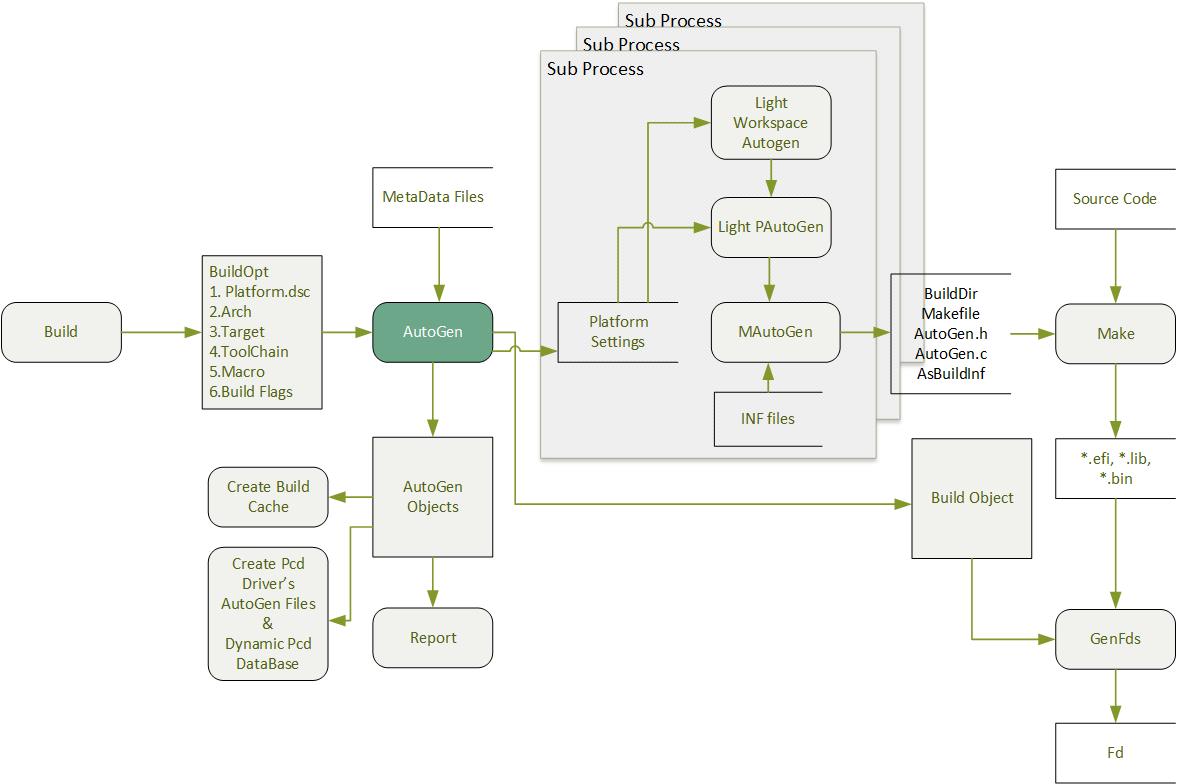 Sub Process
Sub Process
Sub Process
Light
Workspace
Autogen
MetaData Files
Source Code
Light PAutoGen
BuildOpt
1. Platform.dsc
2.Arch
3.Target
4.ToolChain
5.Macro
6.Build Flags
Build
AutoGen
Platform
Settings
MAutoGen
BuildDir
Makefile
AutoGen.h
AutoGen.c
AsBuildInf
Make
INF files
*.efi, *.lib,
*.bin
Create Build
Cache
AutoGen
Objects
Build Object
Create Pcd
Driver’s
AutoGen Files
&
Dynamic Pcd
DataBase
Report
GenFds
Fd